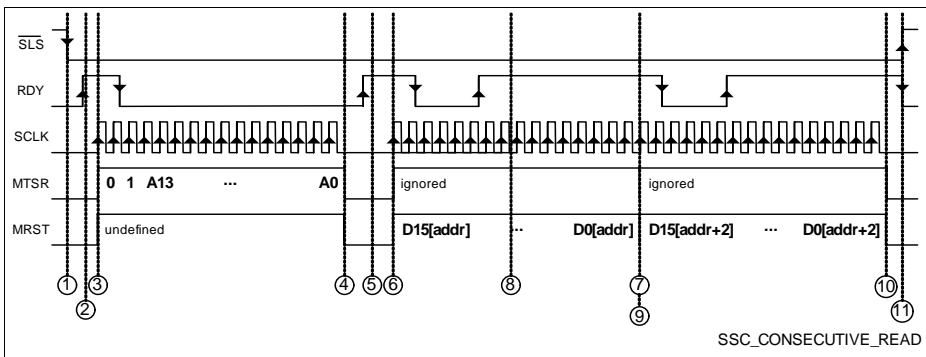 SLS
RDY
SCLK
MTSR 0 1 A13 ... A0 ignored ignored
MRST undefined D15[addr] ... D0[addr] D15[addr+2] ... D0[addr+2]
1 3 4 5 6 8 7 10
2 9 11
SSC_CONSECUTIVE_READ